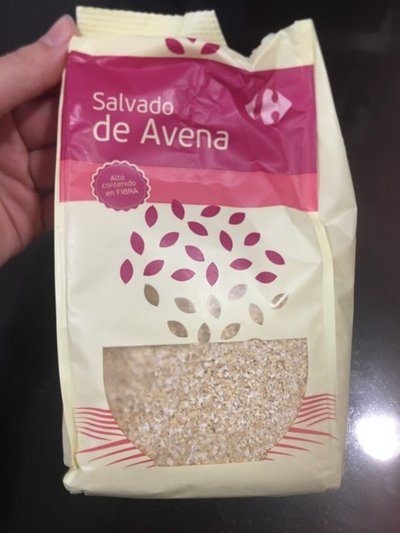 Salvado
de Avena
Alto
contenido
en FIBRA